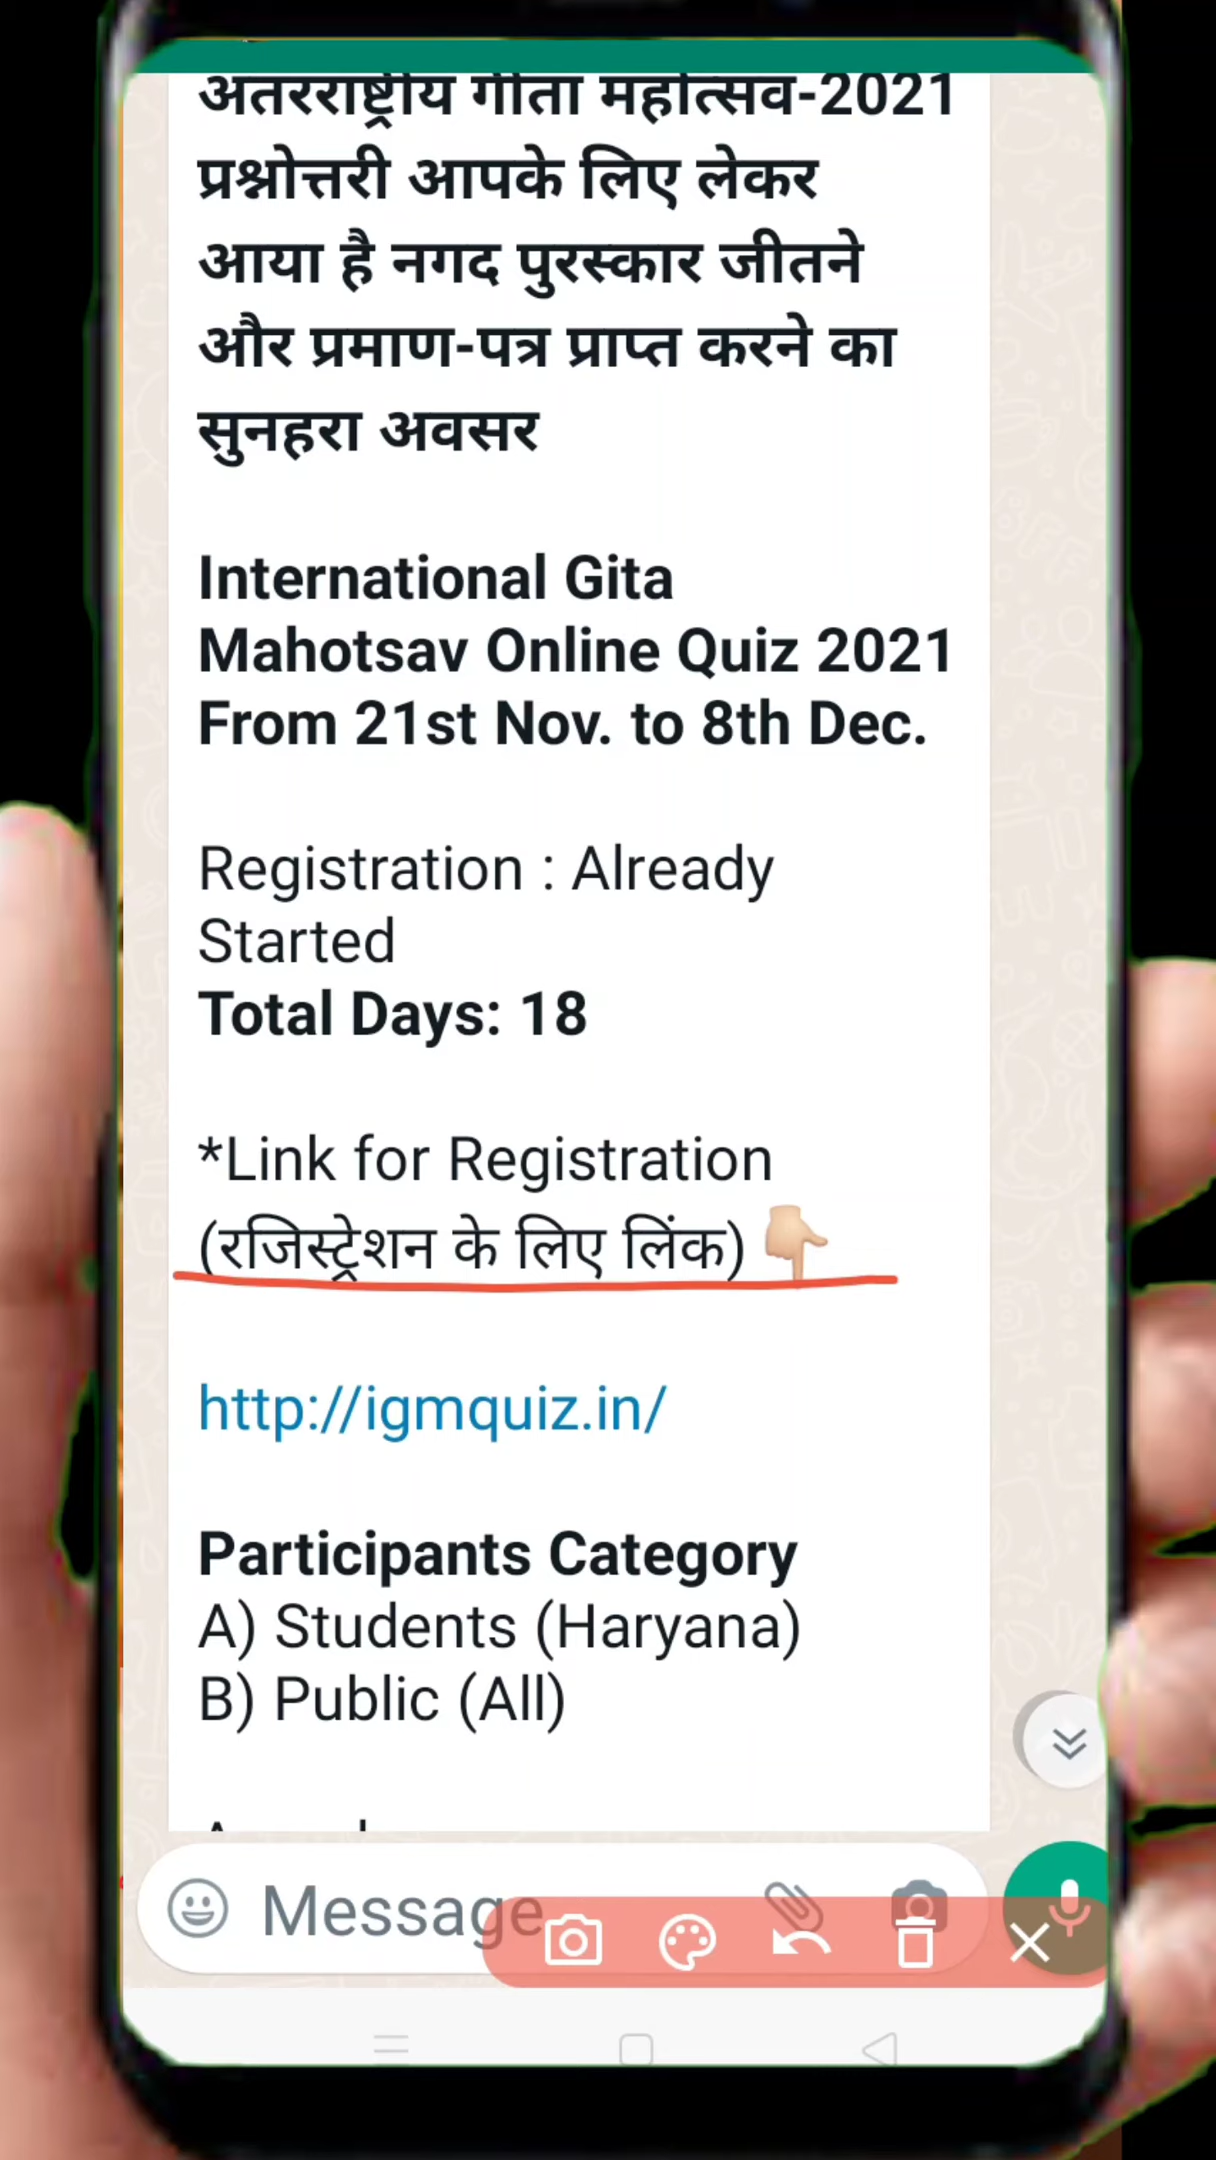 अंतरराष्ट्रीय गीता महोत्सव-2021
प्रश्नोत्तरी आपके लिए लेकर
आया है नगद पुरस्कार जीतने
और प्रमाण-पत्र प्राप्त करने का
सुनहरा अवसर
International Gita
Mahotsav Online Quiz 2021
From 21st Nov. to 8th Dec.
Registration : Already
Started
Total Days: 18
*Link for Registration
(रजिस्ट्रेशन के लिए लिंक) 👇
http://igmquiz.in/
Participants Category
A) Students (Haryana)
B) Public (All)
Message